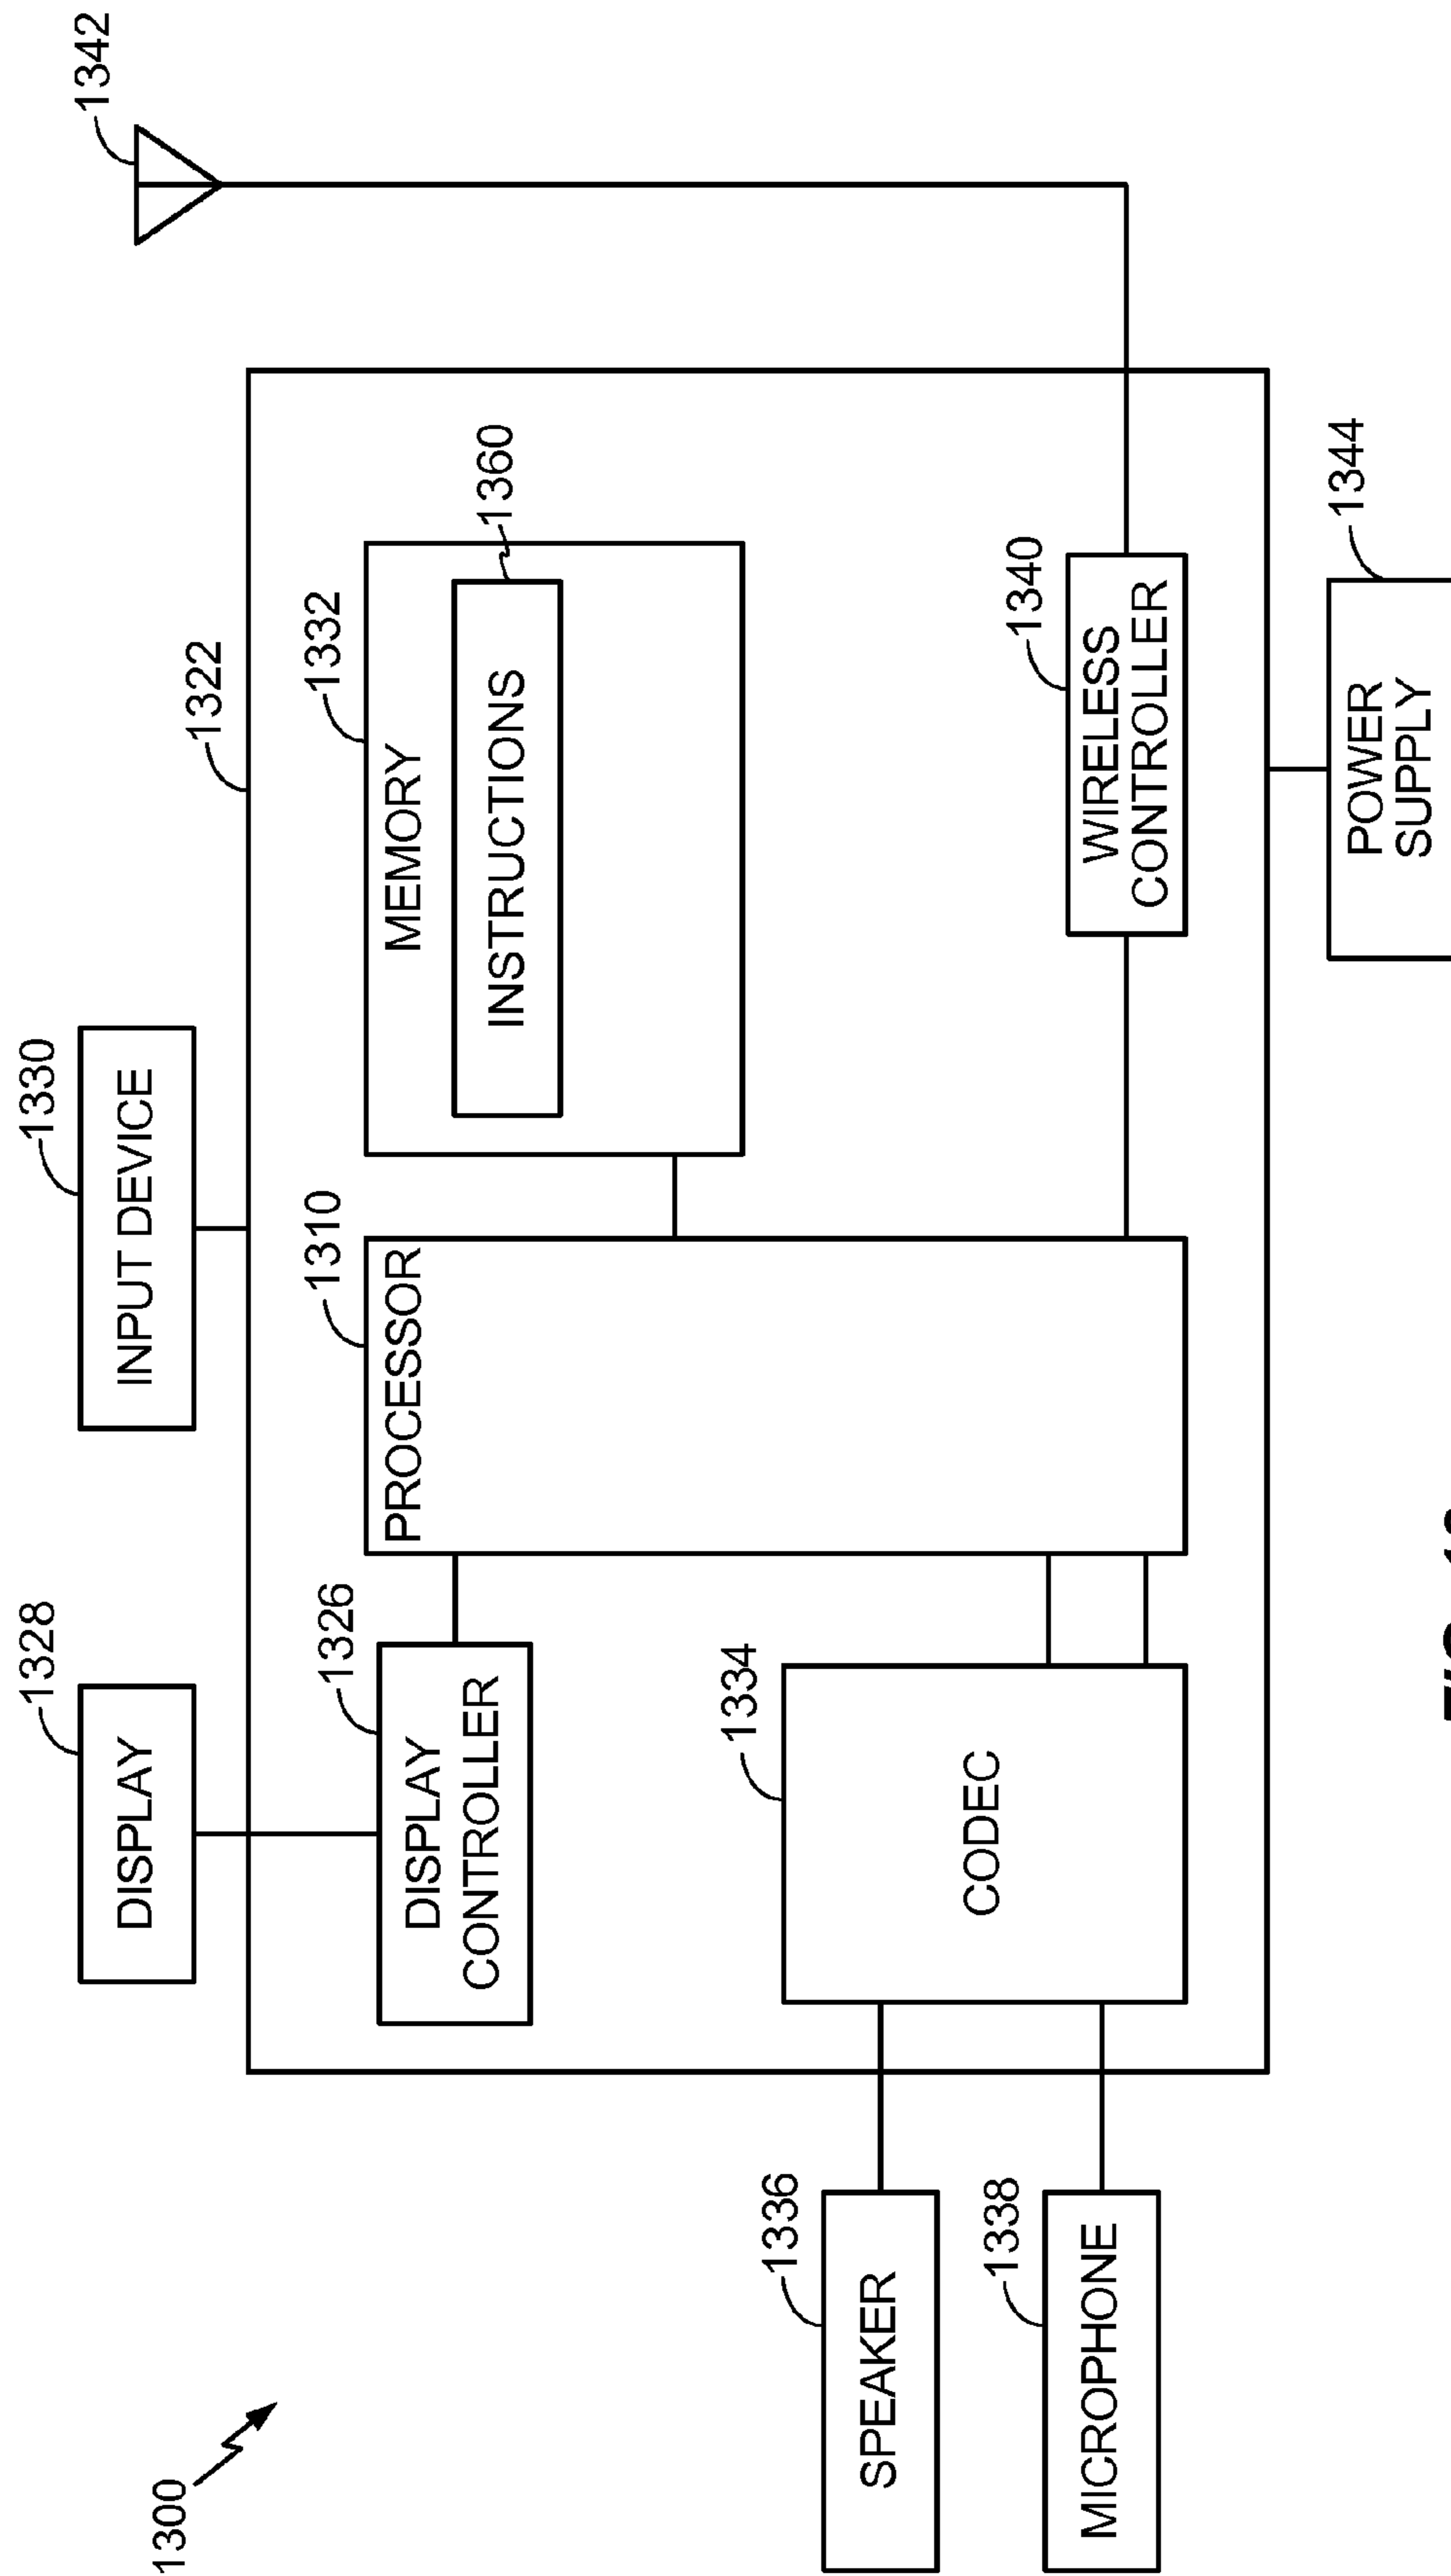 1300
1328
DISPLAY
1330
INPUT DEVICE
1342
1322
1326
DISPLAY
CONTROLLER
1310
PROCESSOR
1332
MEMORY
1360
INSTRUCTIONS
1334
CODEC
1336
SPEAKER
1338
MICROPHONE
1340
WIRELESS
CONTROLLER
1344
POWER
SUPPLY